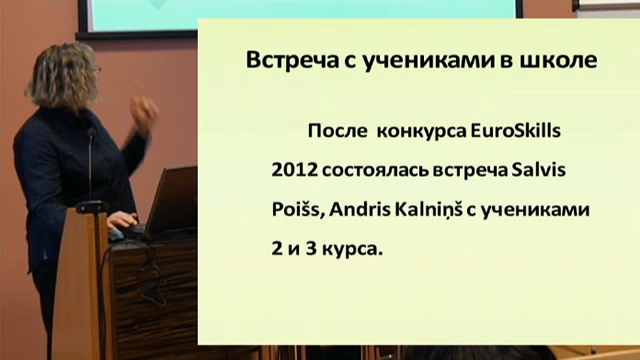 Встреча с учениками в школе
После конкурса EuroSkills
2012 состоялась встреча Salvis
Poišs, Andris Kalniņš с учениками
2 и 3 курса.